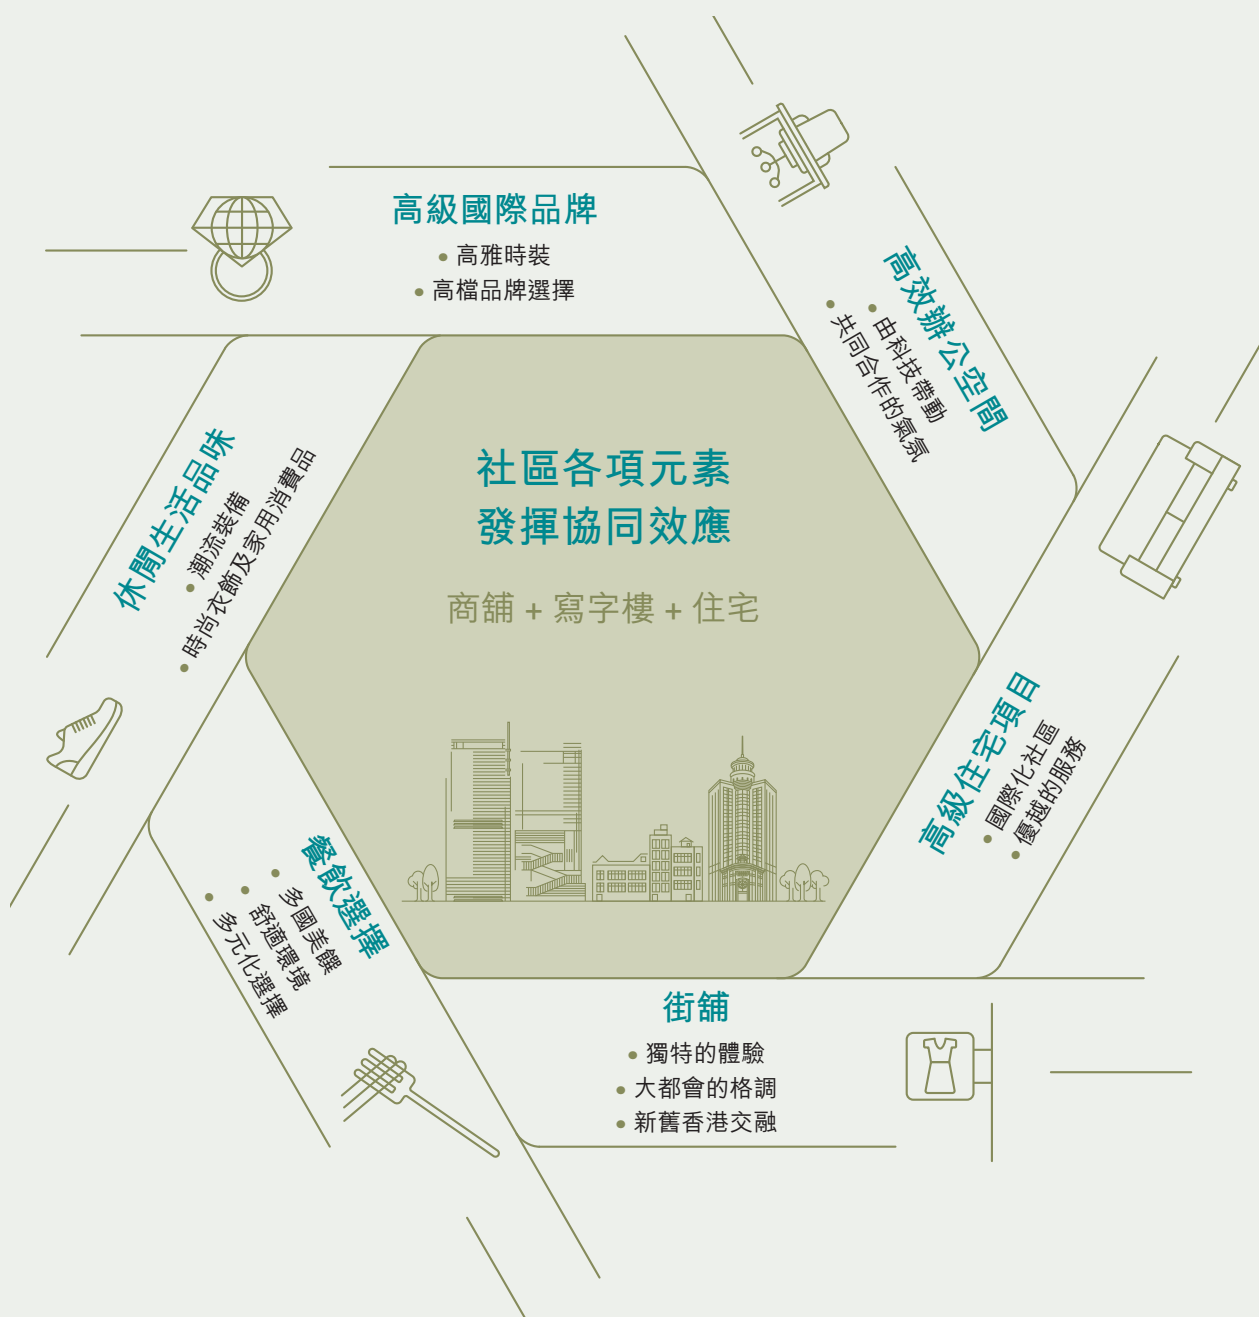 高級國際品牌
• 高雅時裝
• 高檔品牌選擇
高效辦公空間
• 由科技帶動
• 共同合作的氣氛
社區各項元素
發揮協同效應
商舖 + 寫字樓 + 住宅
休閒生活品味
• 潮流裝備
• 時尚衣飾及家用消費品
高級住宅項目
• 國際化社區
• 優越的服務
餐飲選擇
• 多國美饌
• 舒適環境
• 多元化選擇
街舖
• 獨特的體驗
• 大都會的格調
• 新舊香港交融